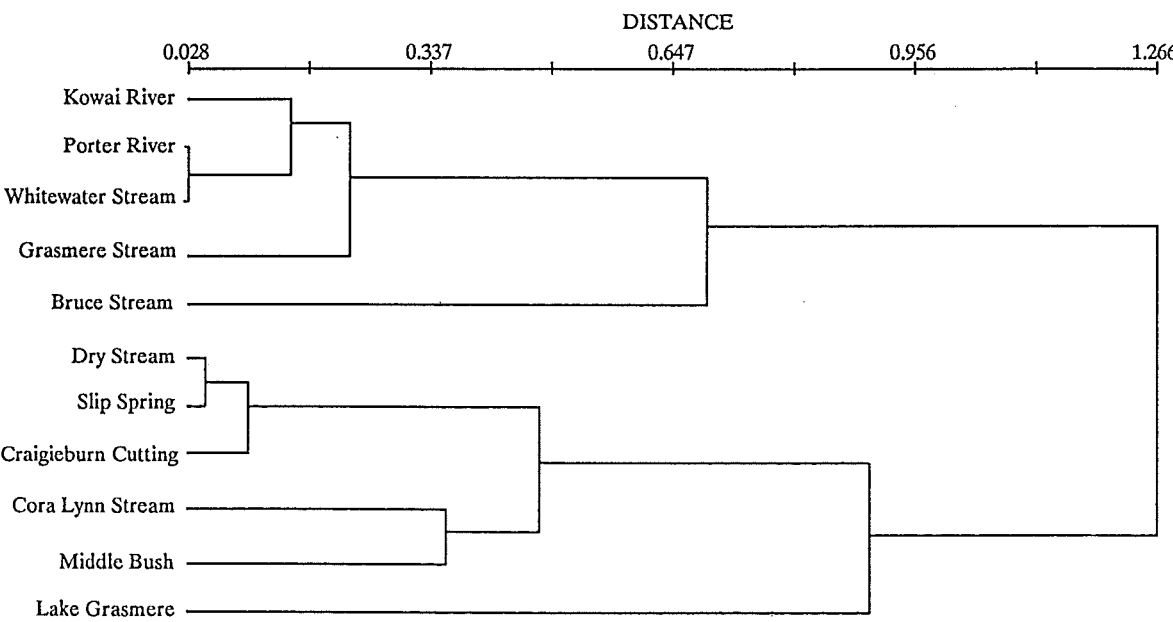 DISTANCE
0.028 0.337 0.647 0.956 1.266
Kowai River
Porter River
Whitewater Stream
Grasmere Stream
Bruce Stream
Dry Stream
Slip Spring
Craigieburn Cutting
Cora Lynn Stream
Middle Bush
Lake Grasmere